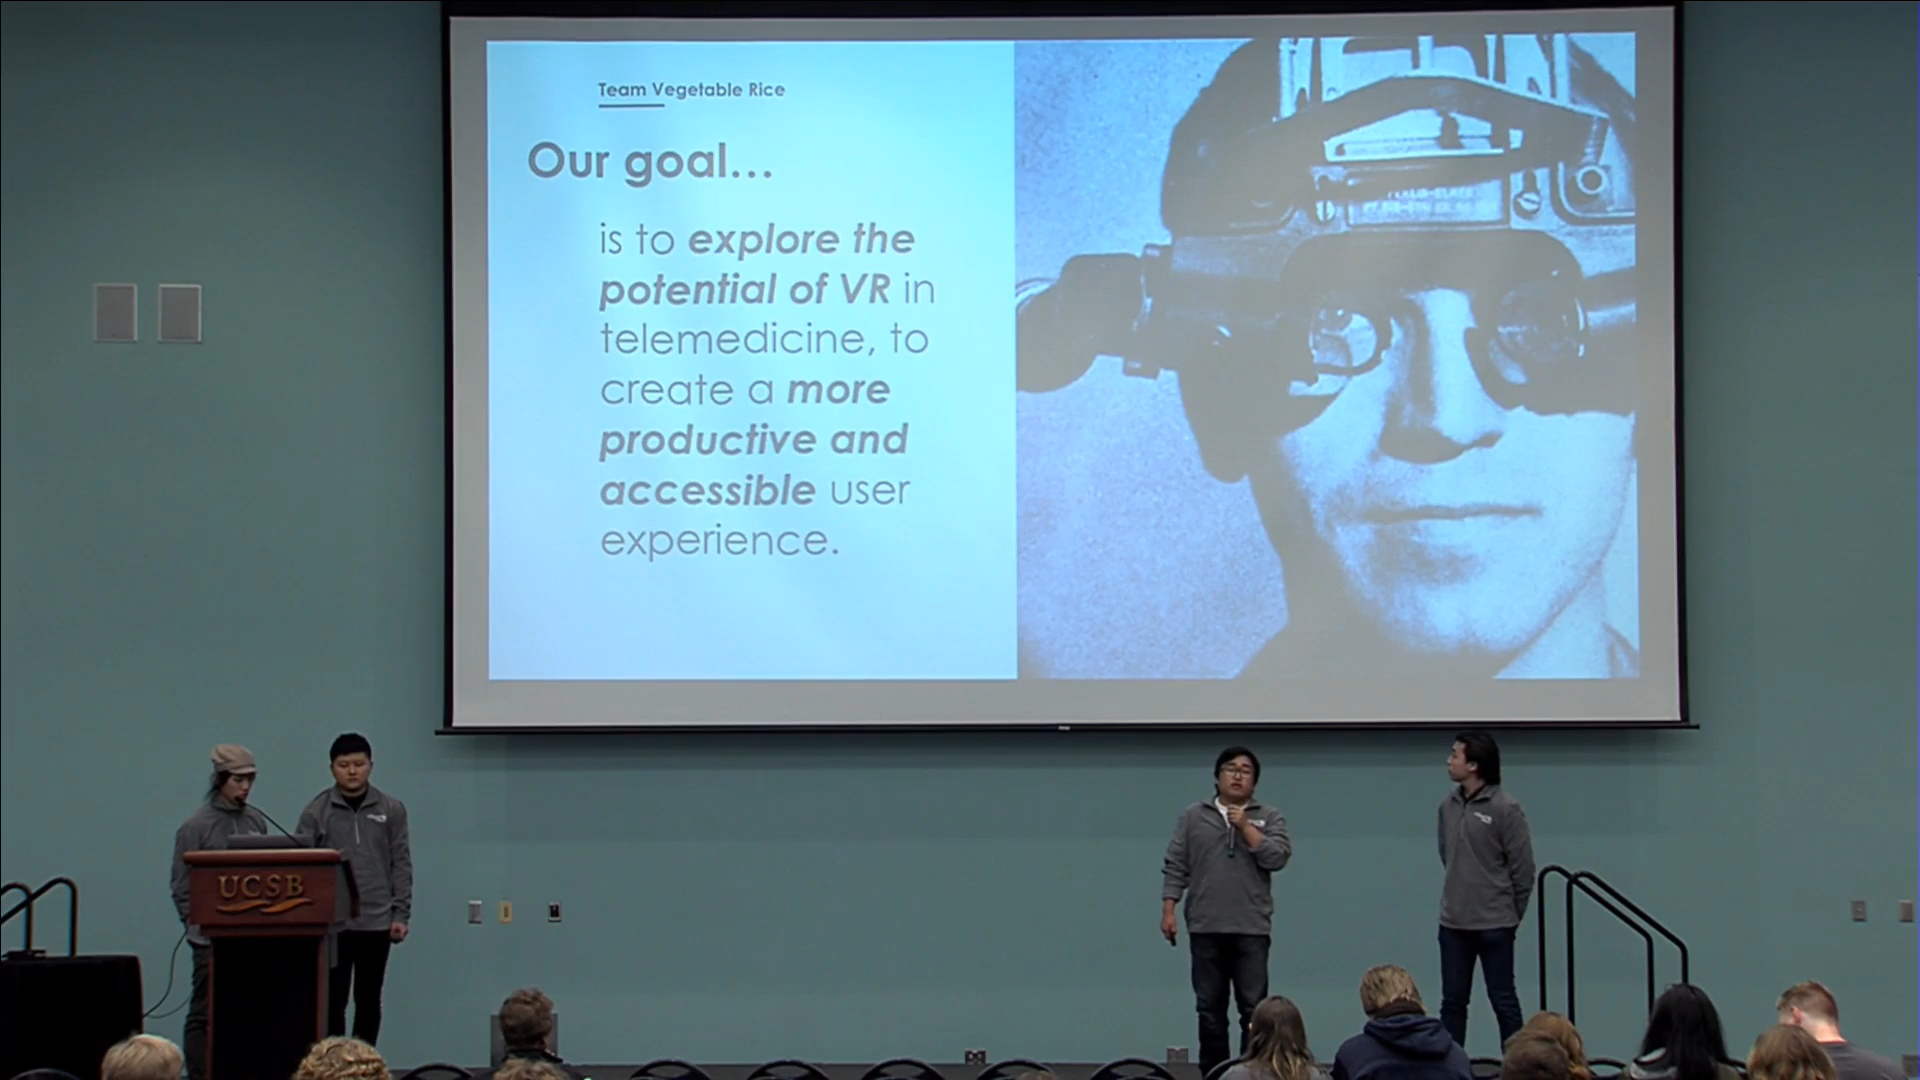 Team Vegetable Rice
Our goal...
is to explore the
potential of VR in
telemedicine, to
create a more
productive and
accessible user
experience.
UCSB